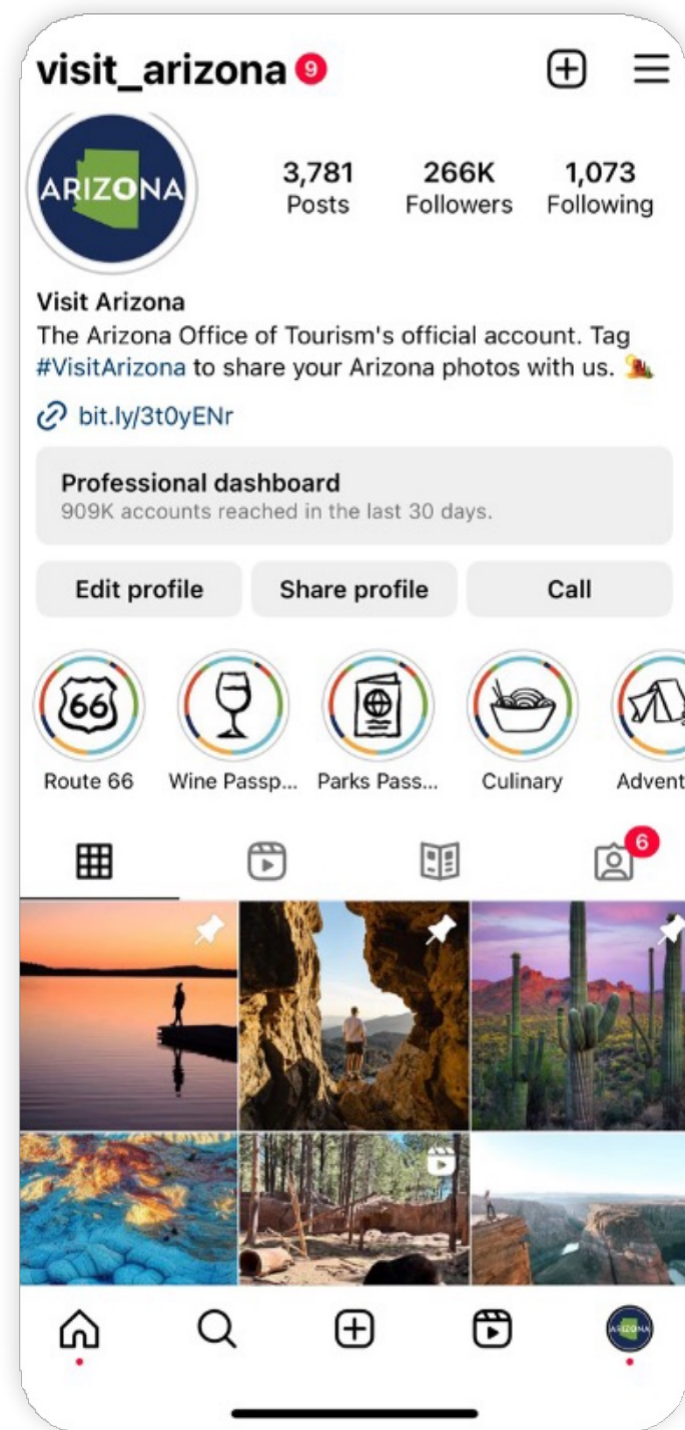 visit_arizona 9
ARIZONA
3,781 266K 1,073
Posts Followers Following
Visit Arizona
The Arizona Office of Tourism's official account. Tag
#VisitArizona to share your Arizona photos with us.
bit.ly/3t0yENr
Professional dashboard
909K accounts reached in the last 30 days.
Edit profile Share profile Call
66
Route 66 Wine Passp... Parks Pass... Culinary Advent
6
ARIZONA